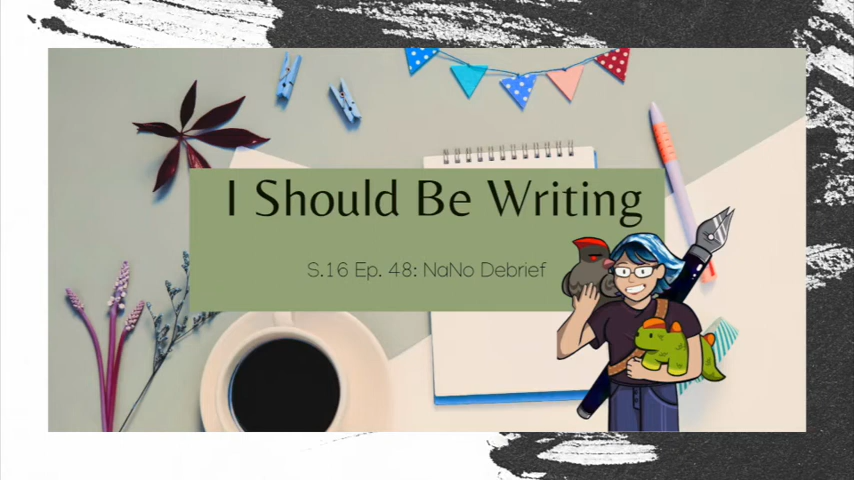 I Should Be Writing
S.16 Ep. 48: NaNo Debrief